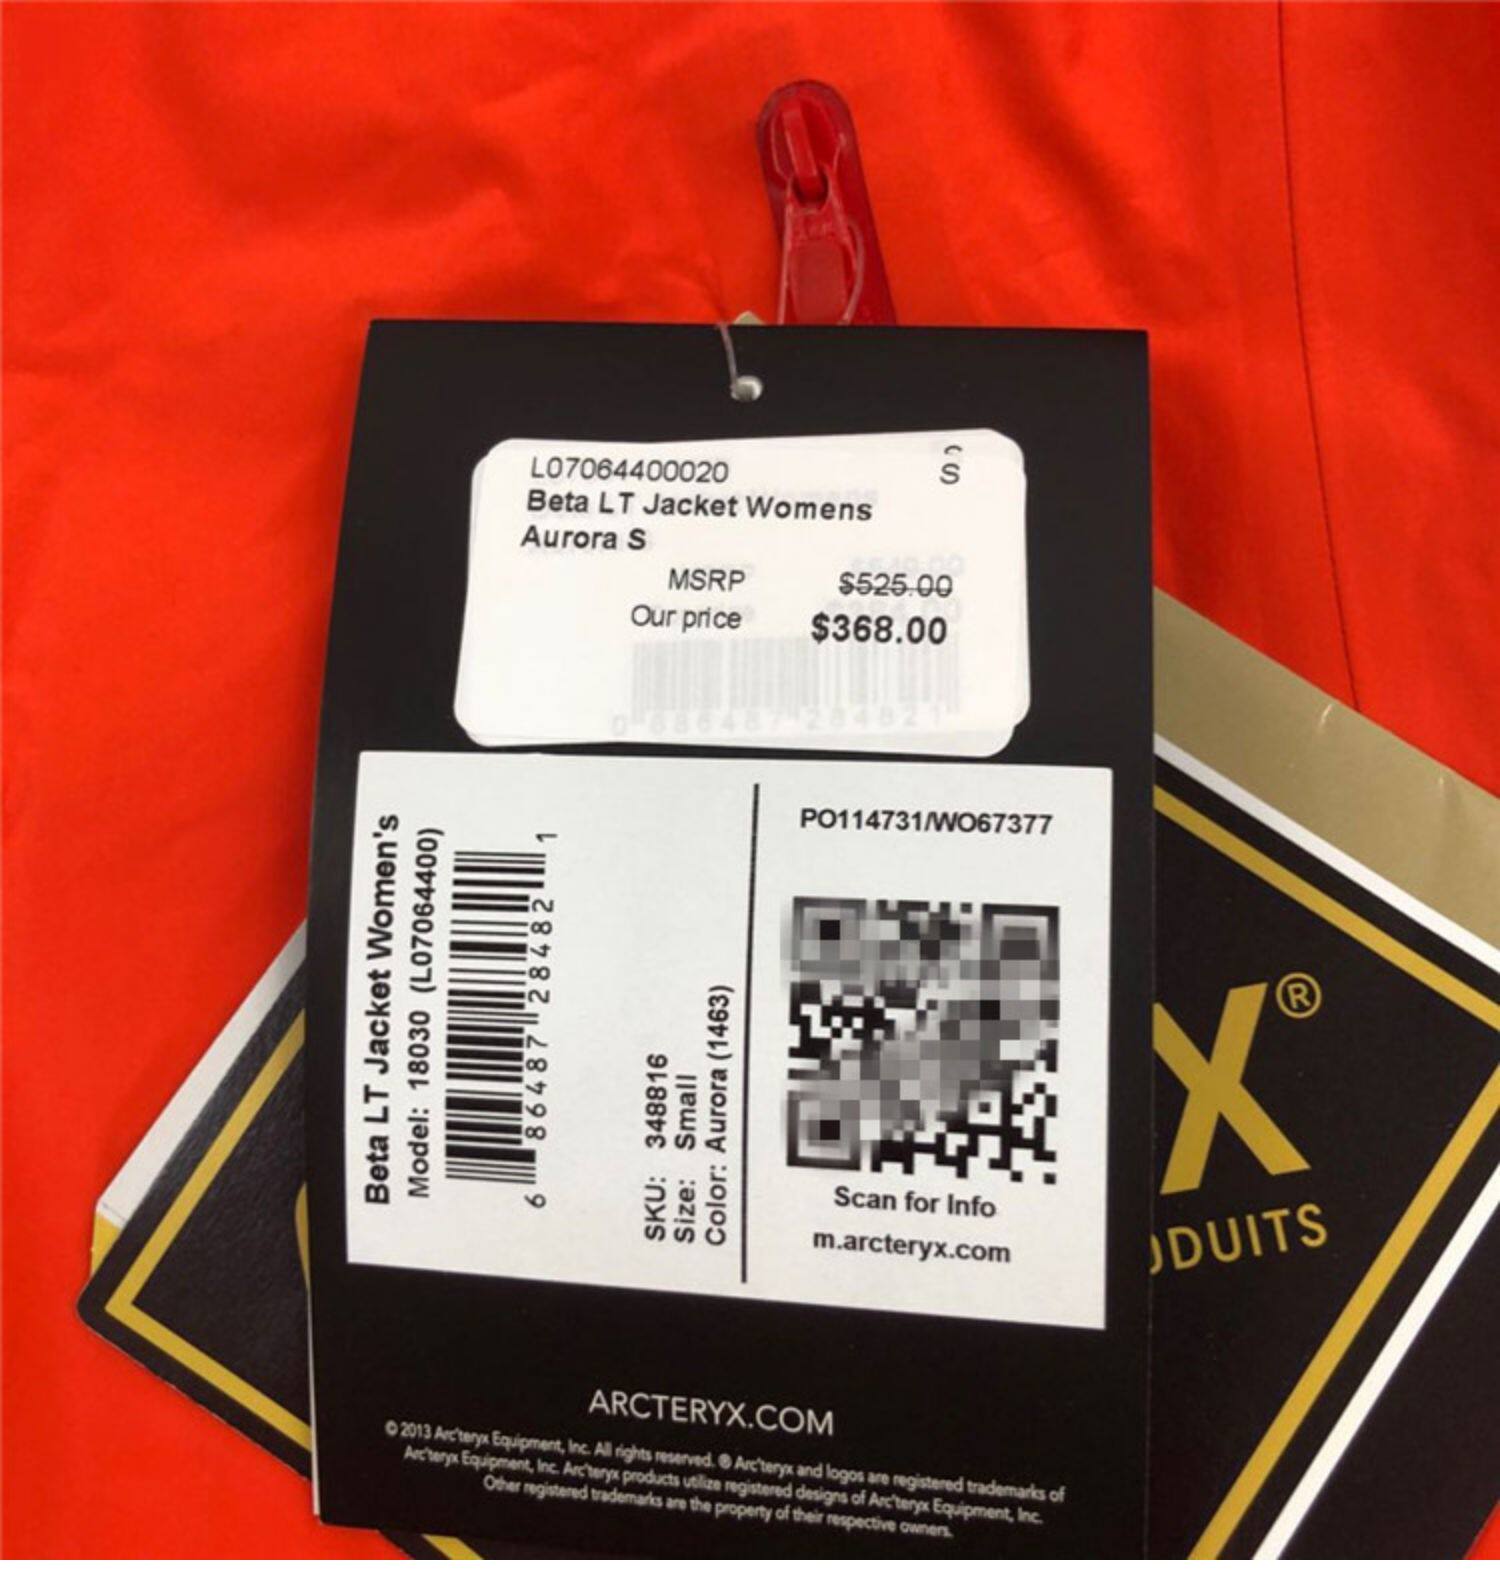 L07064400020 S
Beta LT Jacket Womens
Aurora S
MSRP $525.00
Our price $368.00
Beta LT Jacket Women's
Model: 18030 (L07064400)
6 86487 28482 1
SKU: 348816
Size: Small
Color: Aurora (1463)
PO114731/WO67377
Scan for Info
m.arcteryx.com
X®
ODUITS
ARCTERYX.COM
© 2013 Arc'teryx Equipment, Inc. All rights reserved. ® Arc'teryx and logos are registered trademarks of
Arc'teryx Equipment, Inc. Arc'teryx products utilize registered designs of Arc'teryx Equipment, Inc.
Other registered trademarks are the property of their respective owners.